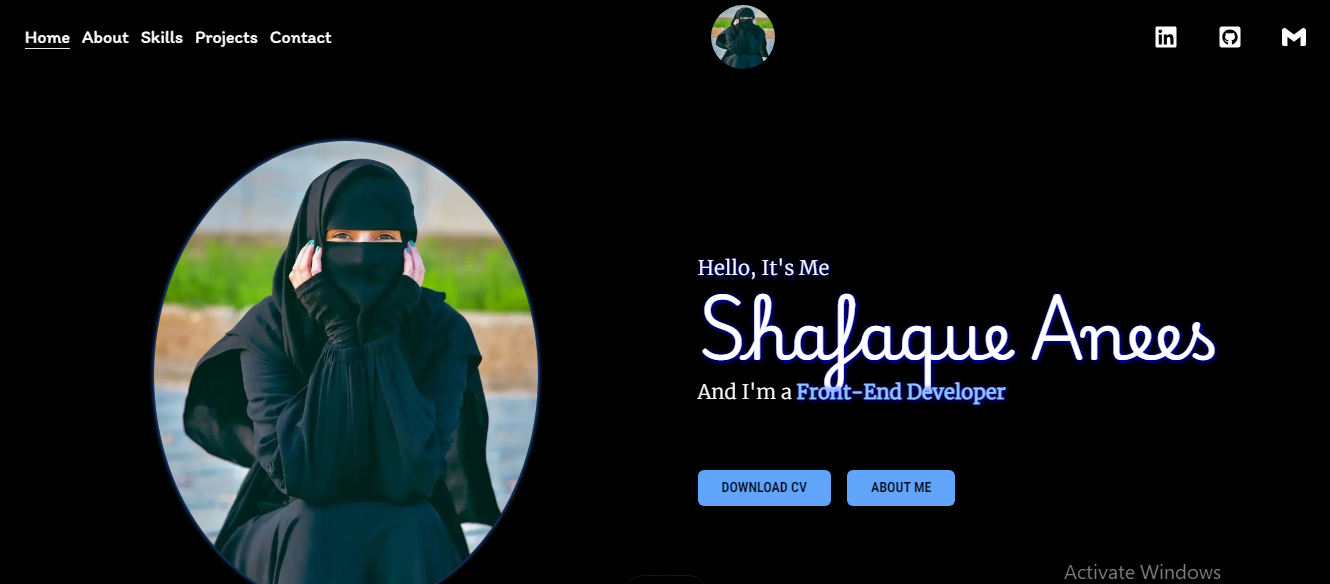 Home About Skills Projects Contact
Hello, It's Me
Shafaque Anees
And I'm a Front-End Developer
DOWNLOAD CV ABOUT ME
Activate Windows